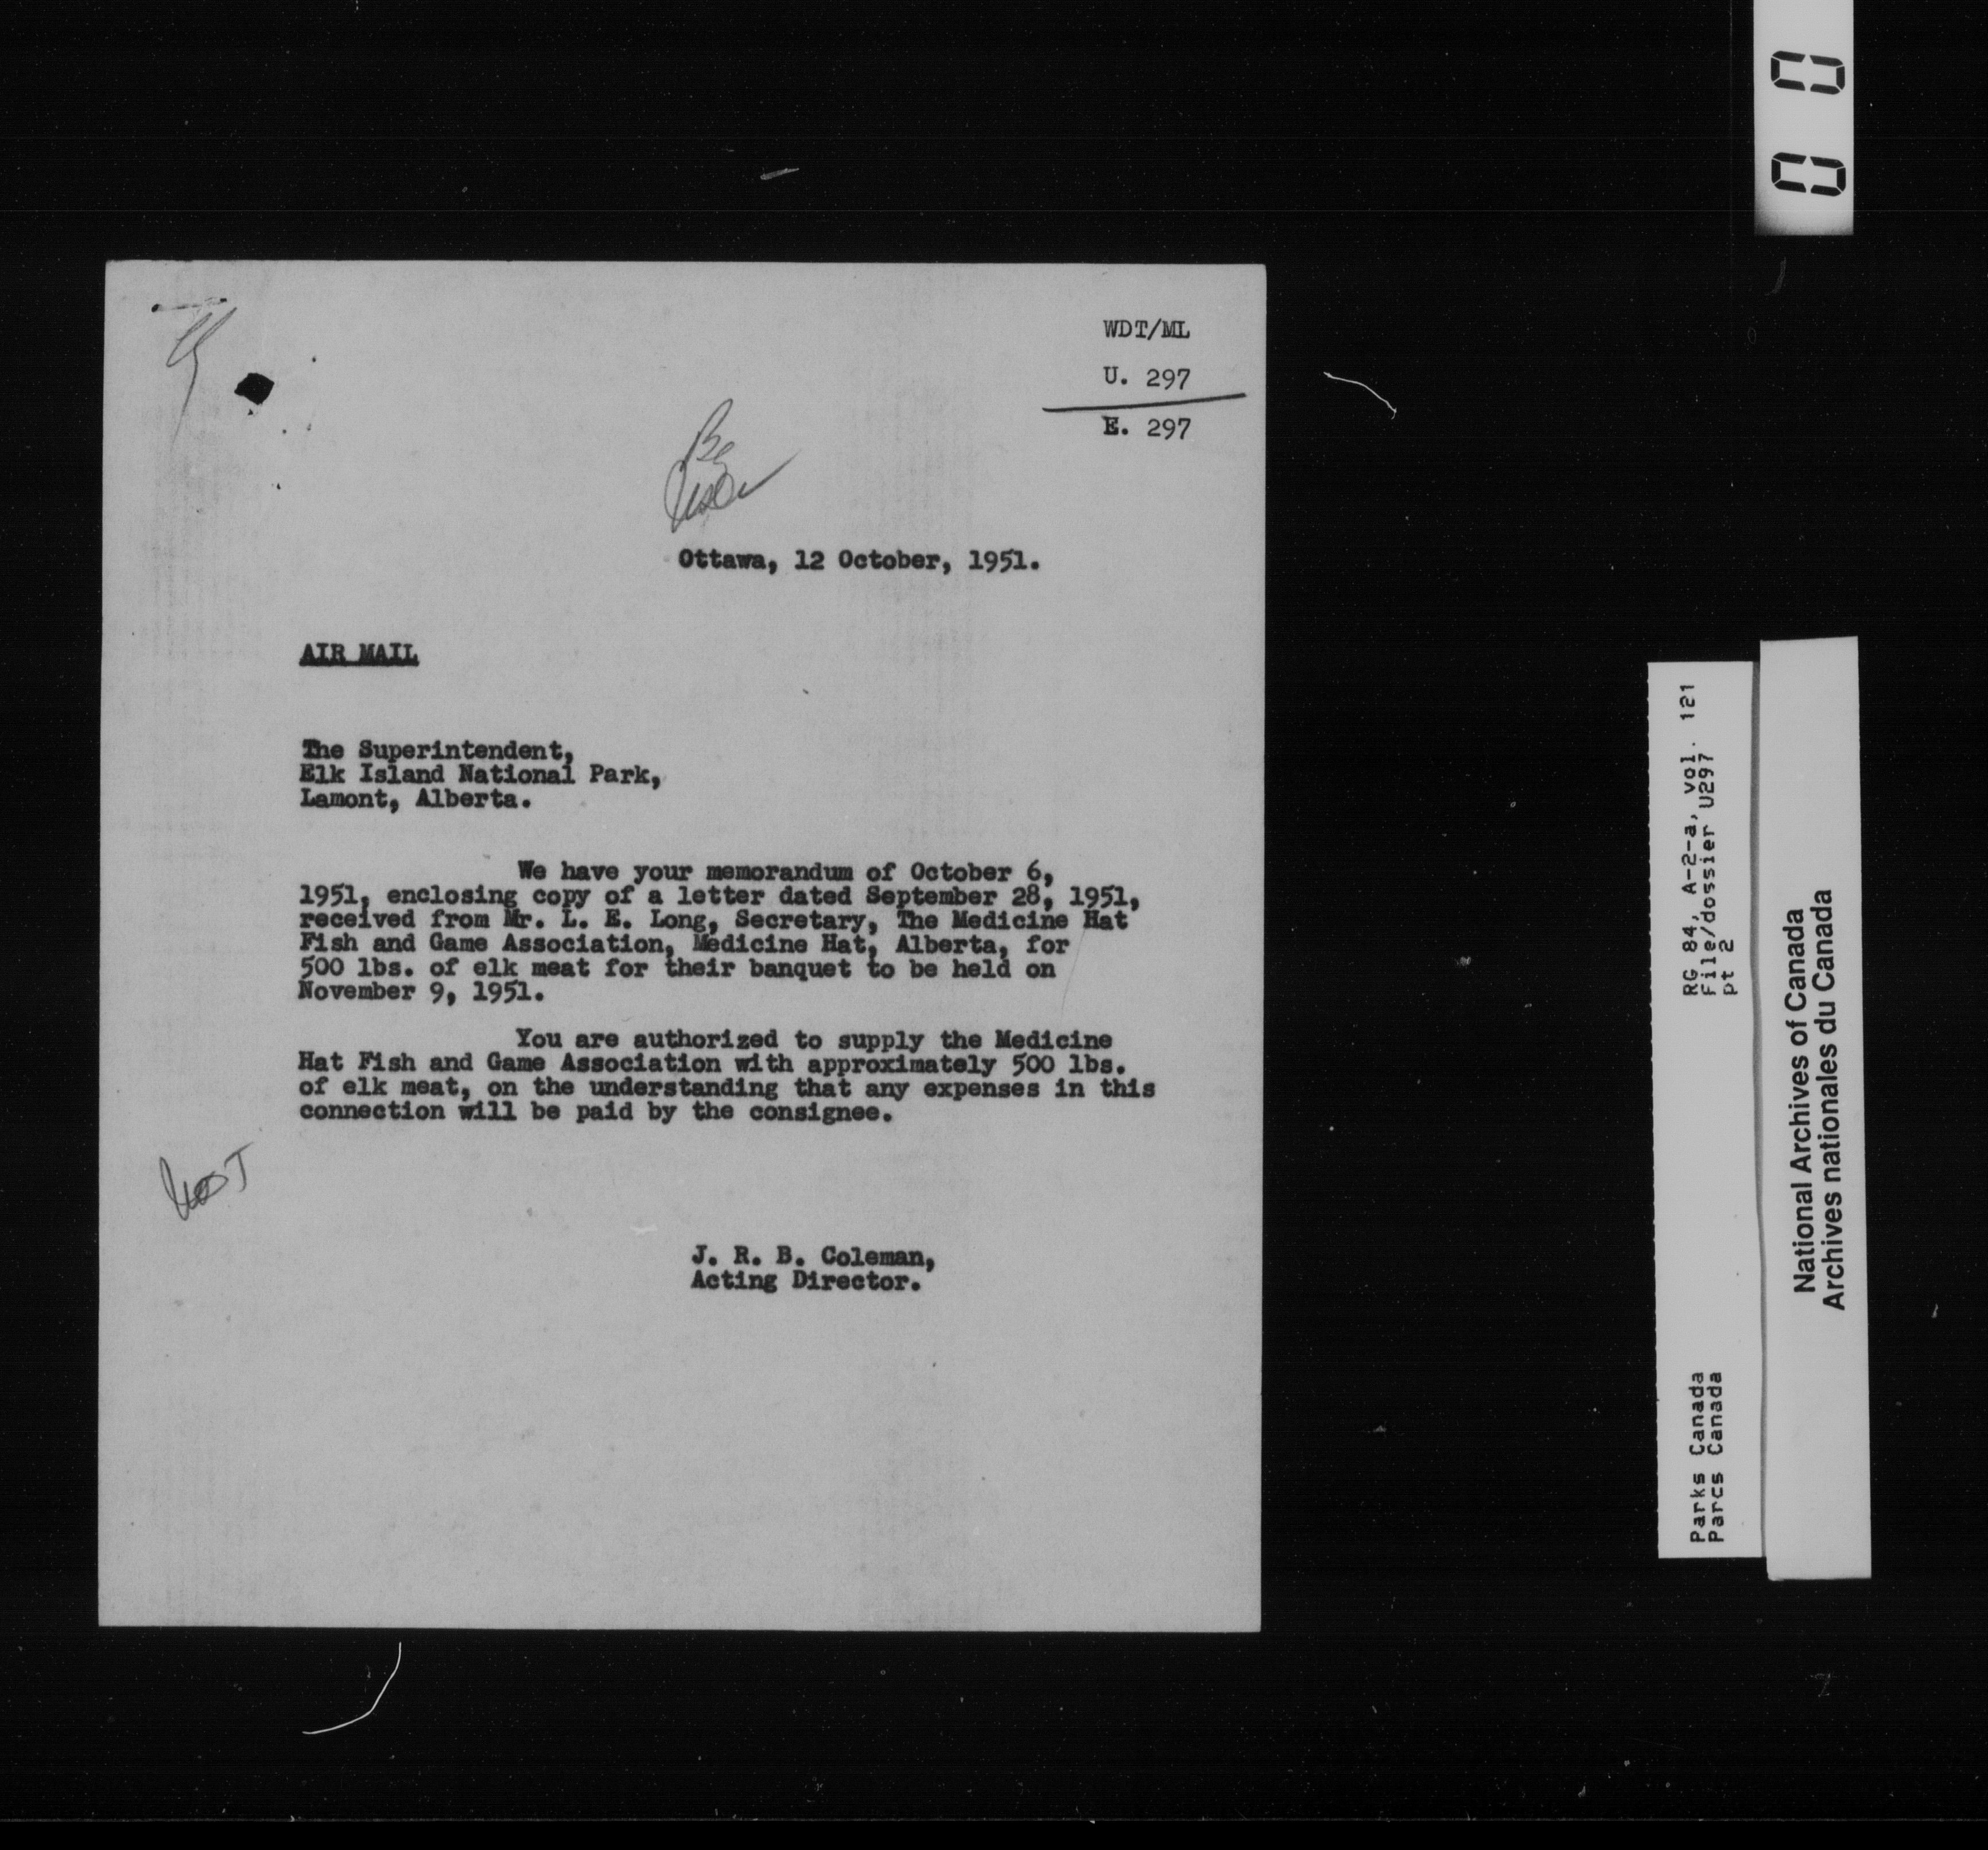 WDT/ML
U. 297
E. 297
Ottawa, 12 October, 1951.
AIR MAIL
The Superintendent,
Elk Island National Park,
Lamont, Alberta.
We have your memorandum of October 6,
1951, enclosing copy of a letter dated September 28, 1951,
received from Mr. L. E. Long, Secretary, The Medicine Hat
Fish and Game Association, Medicine Hat, Alberta, for
500 lbs. of elk meat for their banquet to be held on
November 9, 1951.
You are authorized to supply the Medicine
Hat Fish and Game Association with approximately 500 lbs.
of elk meat, on the understanding that any expenses in this
connection will be paid by the consignee.
WDT
J. R. B. Coleman,
Acting Director.
0 0
RG 84, A-2-a, vol. 121
File/dossier U297
pt 2
Parks Canada
Parcs Canada
National Archives of Canada
Archives nationales du Canada